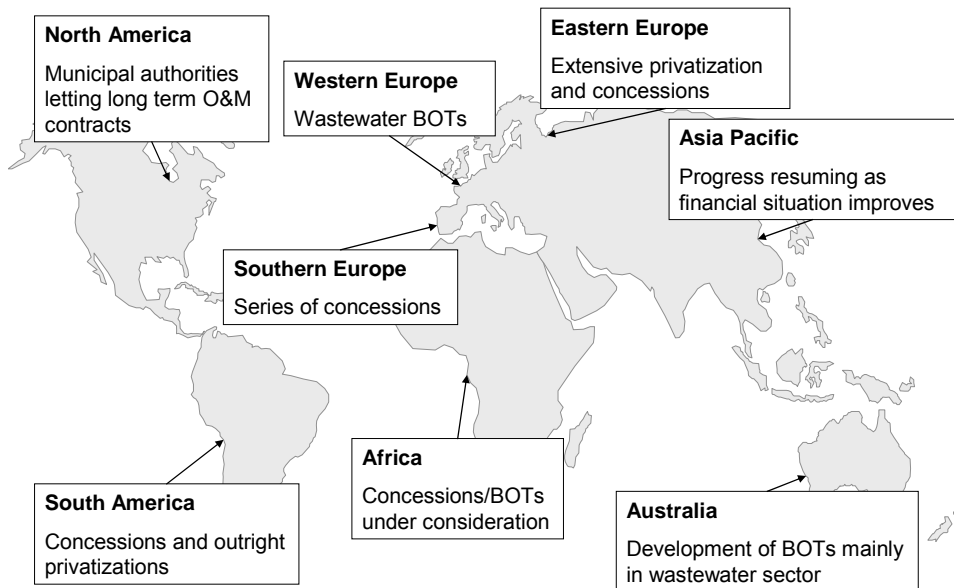 North America
Municipal authorities
letting long term O&M
contracts
Western Europe
Wastewater BOTs
Eastern Europe
Extensive privatization
and concessions
Asia Pacific
Progress resuming as
financial situation improves
Southern Europe
Series of concessions
South America
Concessions and outright
privatizations
Africa
Concessions/BOTs
under consideration
Australia
Development of BOTs mainly
in wastewater sector